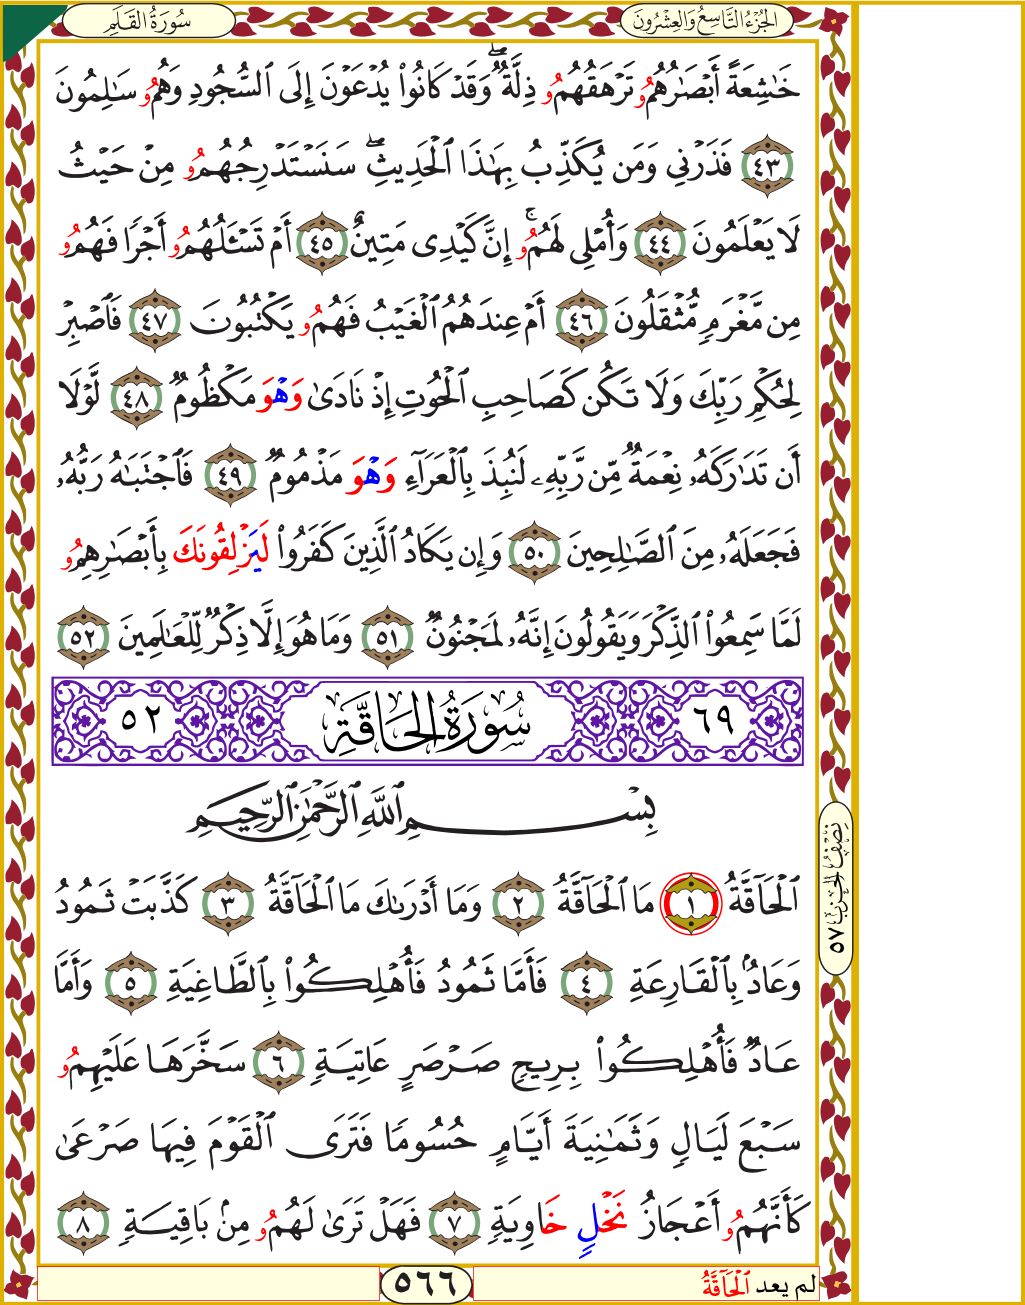 الجُزْءُ التَّاسِعُ وَالعِشْرُونَ
سُورَةُ القَلَمِ
خَٰشِعَةً أَبْصَٰرُهُمُۥ تَرْهَقُهُمُۥ ذِلَّةٌۖ وَقَدْ كَانُوا۟ يُدْعَوْنَ إِلَى ٱلسُّجُودِ وَهُمُۥ سَٰلِمُونَ
٤٣ فَذَرْنِى وَمَن يُكَذِّبُ بِهَٰذَا ٱلْحَدِيثِۖ سَنَسْتَدْرِجُهُمُۥ مِنْ حَيْثُ
لَا يَعْلَمُونَ ٤٤ وَأُمْلِى لَهُمُۥٓۚ إِنَّ كَيْدِى مَتِينٌ ٤٥ أَمْ تَسْـَٔلُهُمُۥ أَجْرًا فَهُمُۥ
مِن مَّغْرَمٍ مُّثْقَلُونَ ٤٦ أَمْ عِندَهُمُ ٱلْغَيْبُ فَهُمُۥ يَكْتُبُونَ ٤٧ فَٱصْبِرْ
لِحُكْمِ رَبِّكَ وَلَا تَكُن كَصَاحِبِ ٱلْحُوتِ إِذْ نَادَىٰ وَهْوَ مَكْظُومٌ ٤٨ لَّوْلَا
أَن تَدَٰرَكَهُۥ نِعْمَةٌ مِّن رَّبِّهِۦ لَنُبِذَ بِٱلْعَرَآءِ وَهْوَ مَذْمُومٌ ٤٩ فَٱجْتَبَٰهُ رَبُّهُۥ
فَجَعَلَهُۥ مِنَ ٱلصَّٰلِحِينَ ٥٠ وَإِن يَكَادُ ٱلَّذِينَ كَفَرُوا۟ لَيَزْلِقُونَكَ بِأَبْصَٰرِهِمُۥ
لَمَّا سَمِعُوا۟ ٱلذِّكْرَ وَيَقُولُونَ إِنَّهُۥ لَمَجْنُونٌ ٥١ وَمَا هُوَ إِلَّا ذِكْرٌ لِّلْعَٰلَمِينَ ٥٢
٦٩ سُورَةُ الحَاقَّةِ ٥٢
بِسْمِ ٱللَّهِ ٱلرَّحْمَٰنِ ٱلرَّحِيمِ
ٱلْحَآقَّةُ ١ مَا ٱلْحَآقَّةُ ٢ وَمَا أَدْرَىٰكَ مَا ٱلْحَآقَّةُ ٣ كَذَّبَتْ ثَمُودُ
وَعَادٌۢ بِٱلْقَارِعَةِ ٤ فَأَمَّا ثَمُودُ فَأُهْلِكُوا۟ بِٱلطَّاغِيَةِ ٥ وَأَمَّا
عَادٌ فَأُهْلِكُوا۟ بِرِيحٍ صَرْصَرٍ عَاتِيَةٍ ٦ سَخَّرَهَا عَلَيْهِمُۥ
سَبْعَ لَيَالٍ وَثَمَٰنِيَةَ أَيَّامٍ حُسُومًا فَتَرَى ٱلْقَوْمَ فِيهَا صَرْعَىٰ
كَأَنَّهُمُۥ أَعْجَازُ نَخْلٍ خَاوِيَةٍ ٧ فَهَلْ تَرَىٰ لَهُمُۥ مِنۢ بَاقِيَةٍ ٨
نِصْفُ الحِزْبِ ٥٧
لم يعد ٱلْحَآقَّةُ
٥٦٦